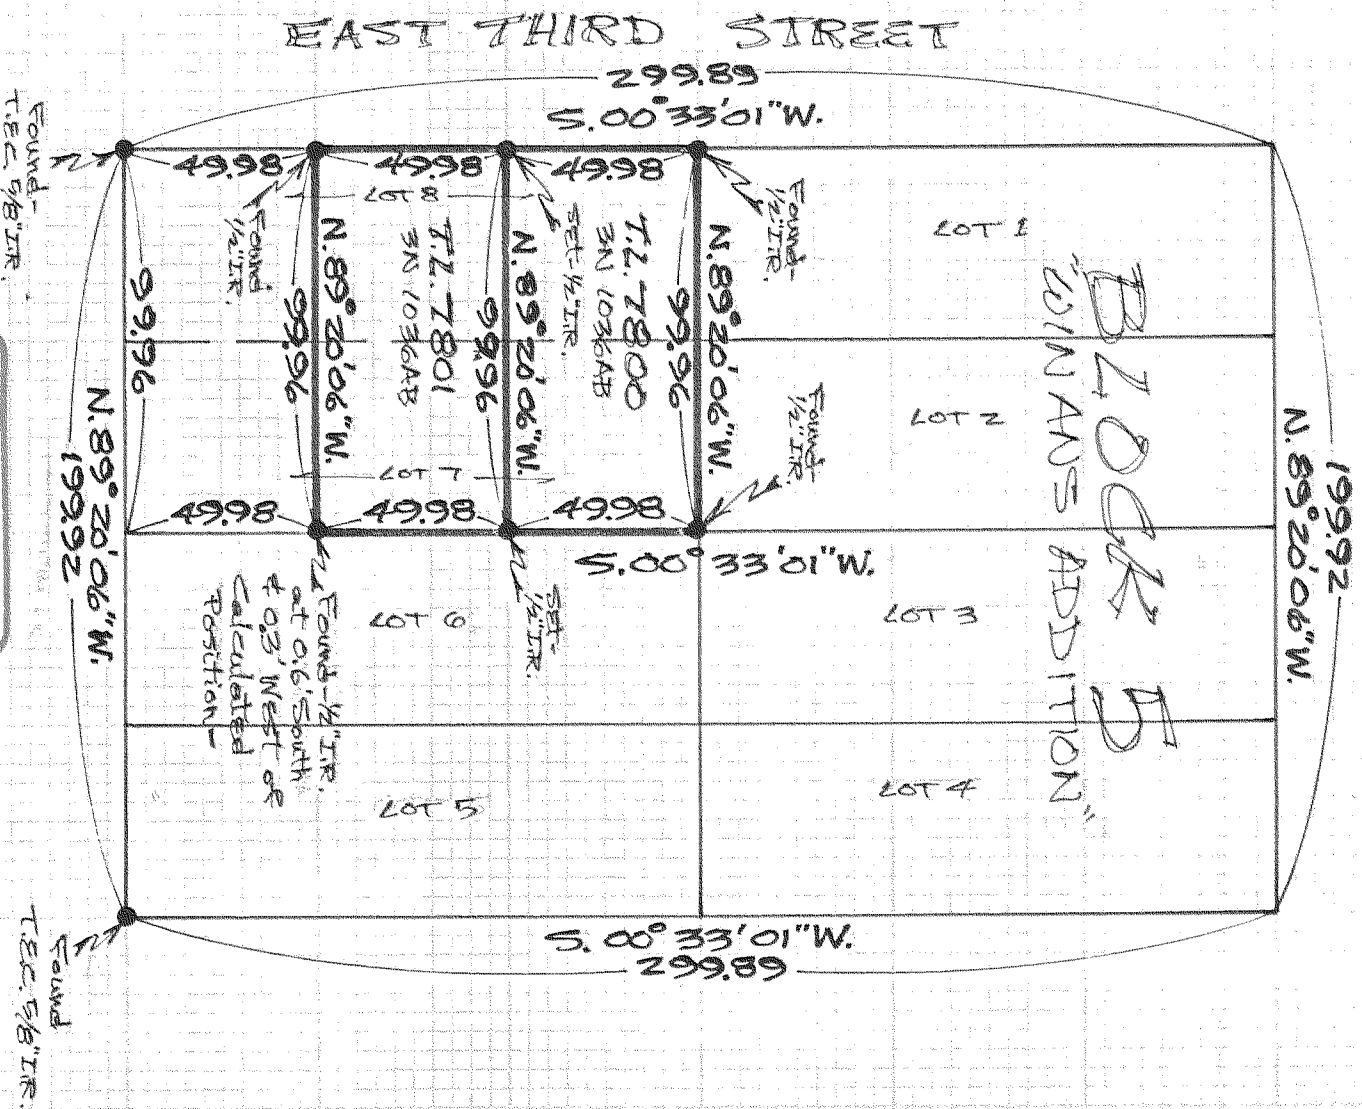 EAST THIRD STREET
299.89
S. 00° 33' 01" W.
Found -
T.E.C. 5/8" I.R.
49.98
49.98
49.98
LOT 8
Found
1/2" I.R.
Set - 1/2" I.R.
Found -
1/2" I.R.
99.96
99.96
N. 89° 20' 06" W.
T.L. 7801
3N 1036AB
99.96
N. 89° 20' 06" W.
T.L. 7800
3N 1036AB
99.96
N. 89° 20' 06" W.
LOT 1
LOT 2
BLOCK 5
"WINANS ADDITION"
N. 89° 20' 06" W.
199.92
199.92
N. 89° 20' 06" W.
Found -
1/2" I.R.
LOT 7
49.98
49.98
49.98
S. 00° 33' 01" W.
Found - 1/2" I.R.
at 0.6' South
& 0.3' West of
Calculated
Position -
Set -
1/2" I.R.
LOT 6
LOT 3
LOT 5
LOT 4
Found
T.E.C. 5/8" I.R.
S. 00° 33' 01" W.
299.89